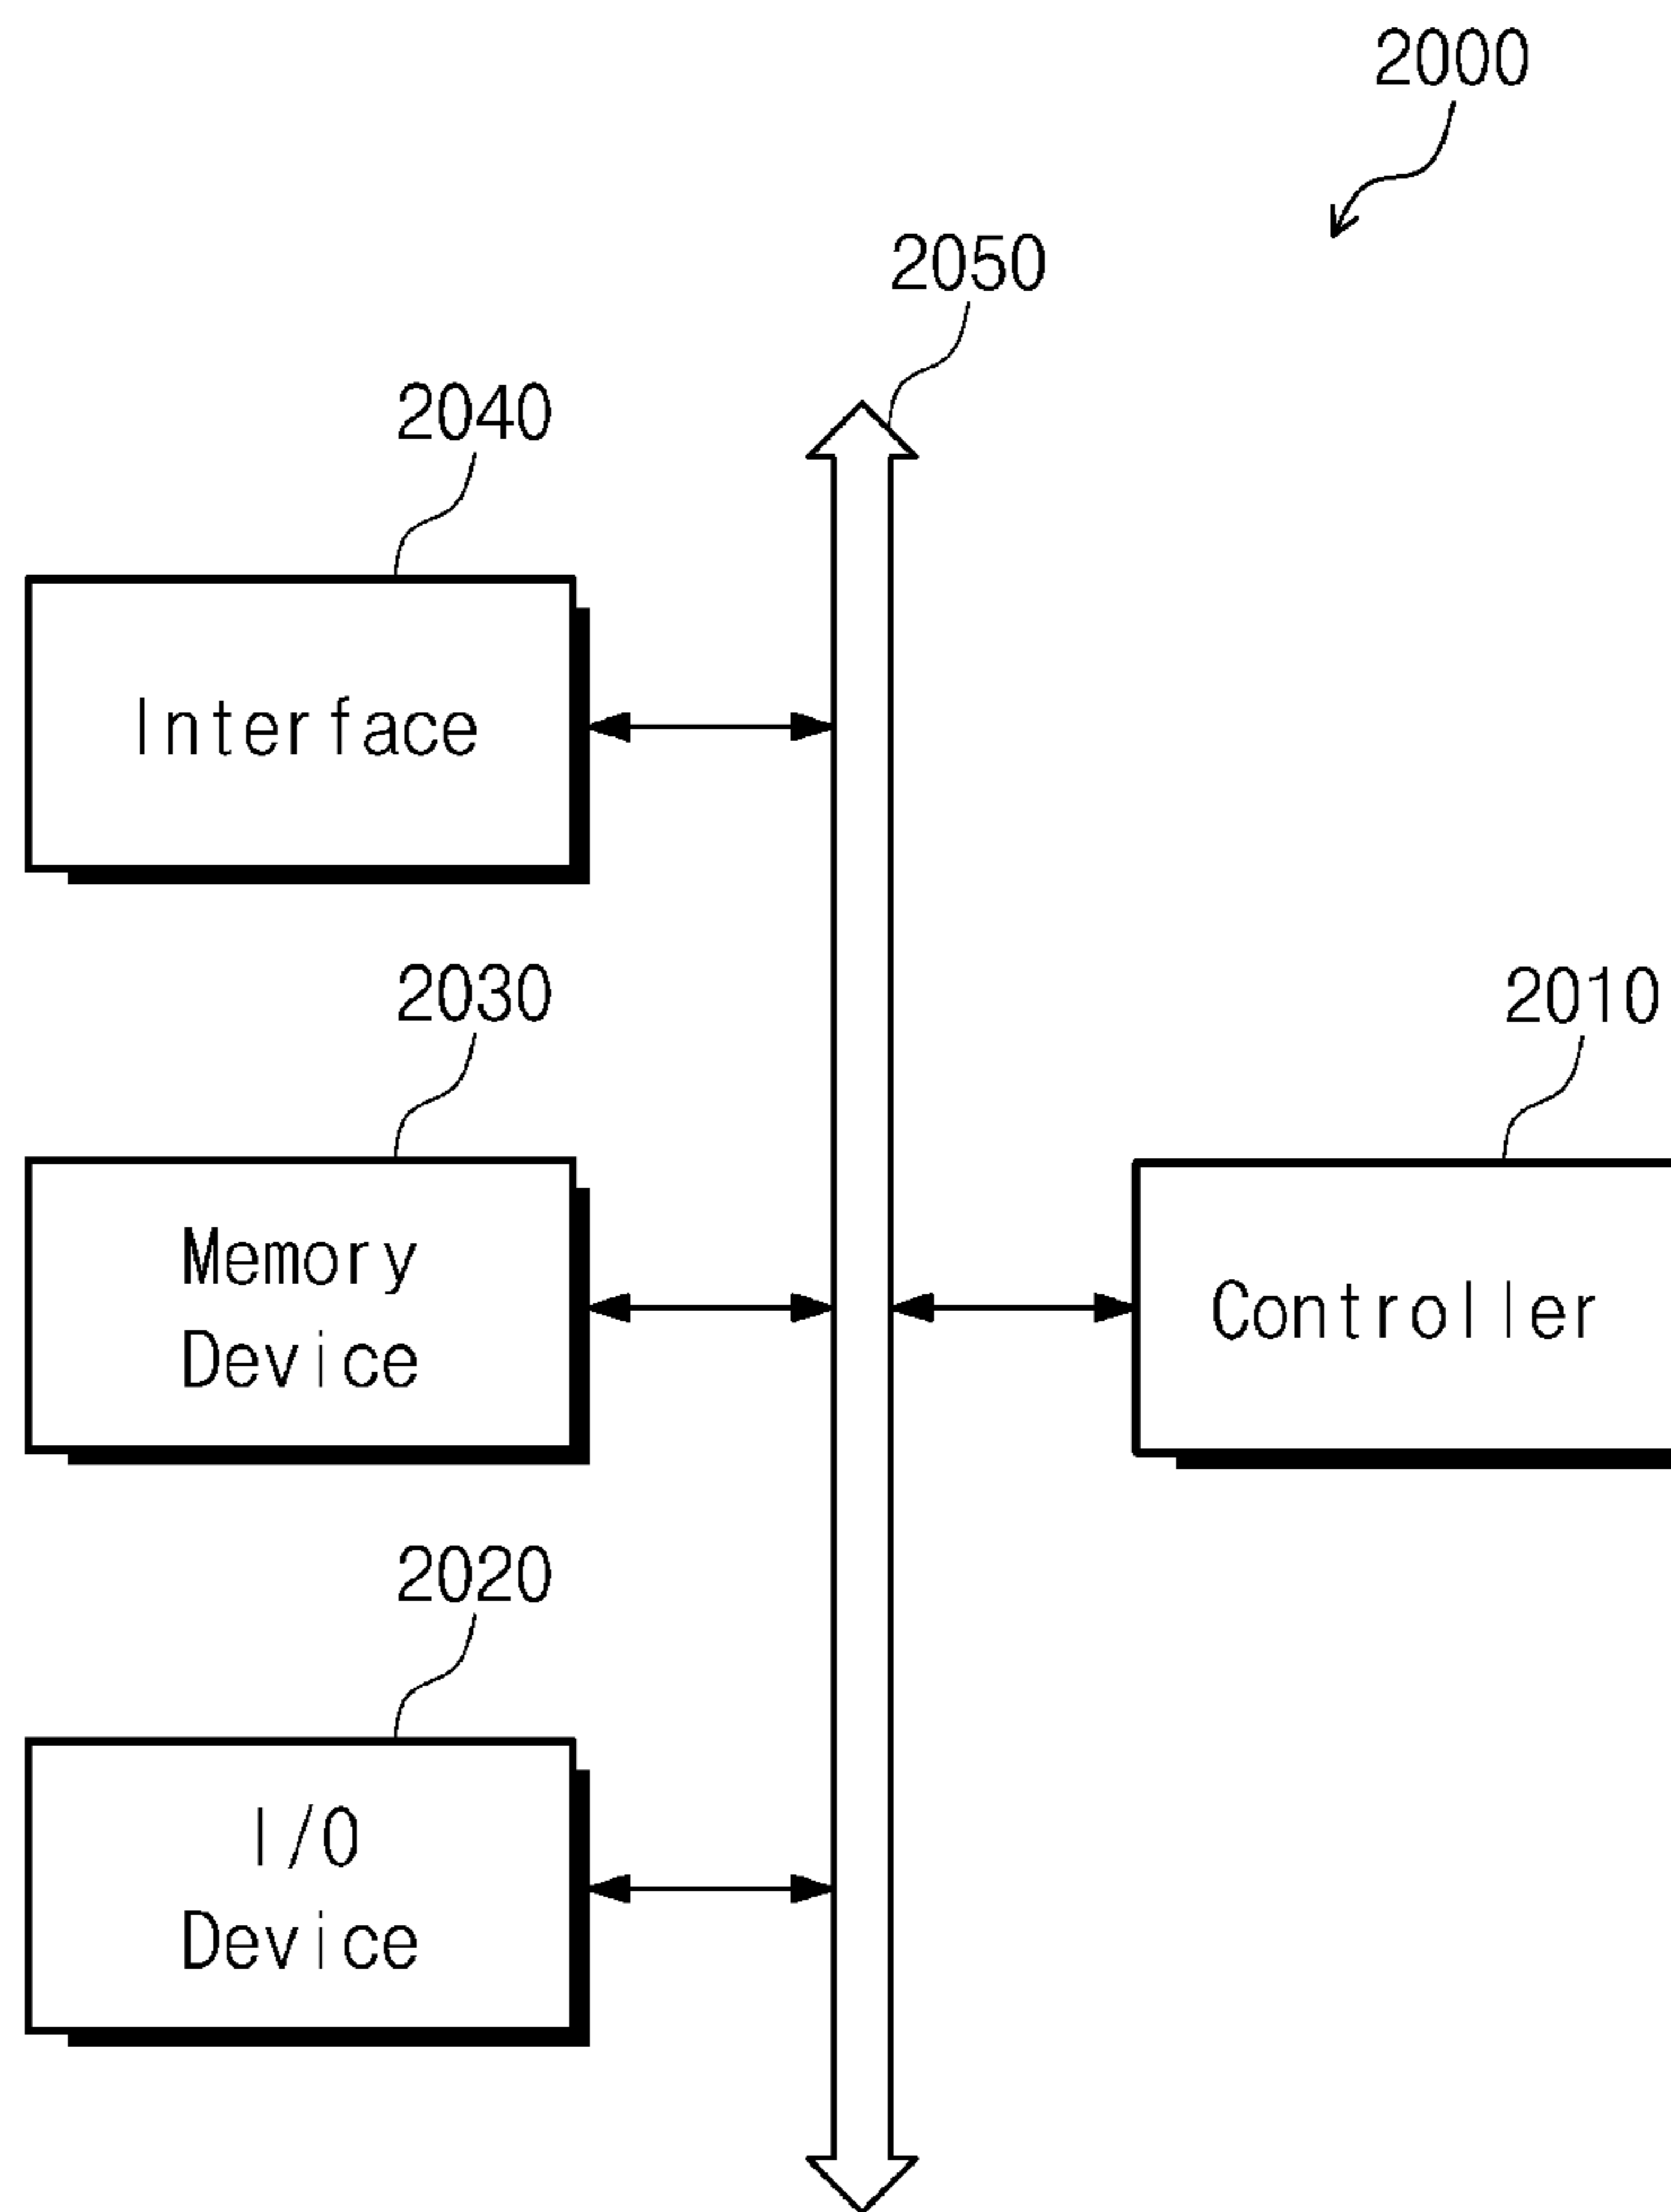 2000
2050
2040
Interface
2030
2010
Memory
Device
Controller
2020
I/O
Device